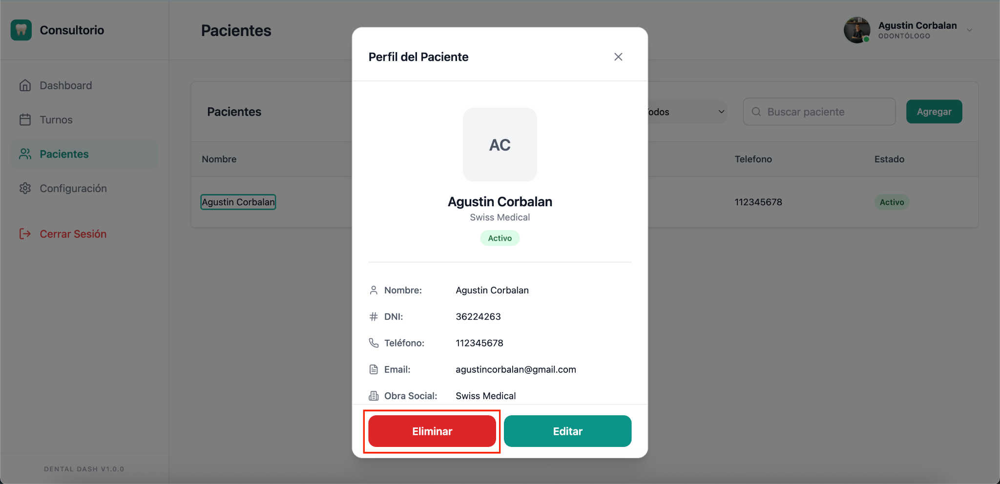 Consultorio
Pacientes
Agustin Corbalan
ODONTÓLOGO
Dashboard
Turnos
Pacientes
Configuración
Cerrar Sesión
DENTAL DASH V1.0.0
Pacientes
Buscar paciente
Agregar
Nombre
Telefono
Estado
Agustin Corbalan
112345678
Activo
Perfil del Paciente
AC
Agustin Corbalan
Swiss Medical
Activo
Nombre: Agustin Corbalan
DNI: 36224263
Teléfono: 112345678
Email: agustincorbalan@gmail.com
Obra Social: Swiss Medical
Eliminar
Editar